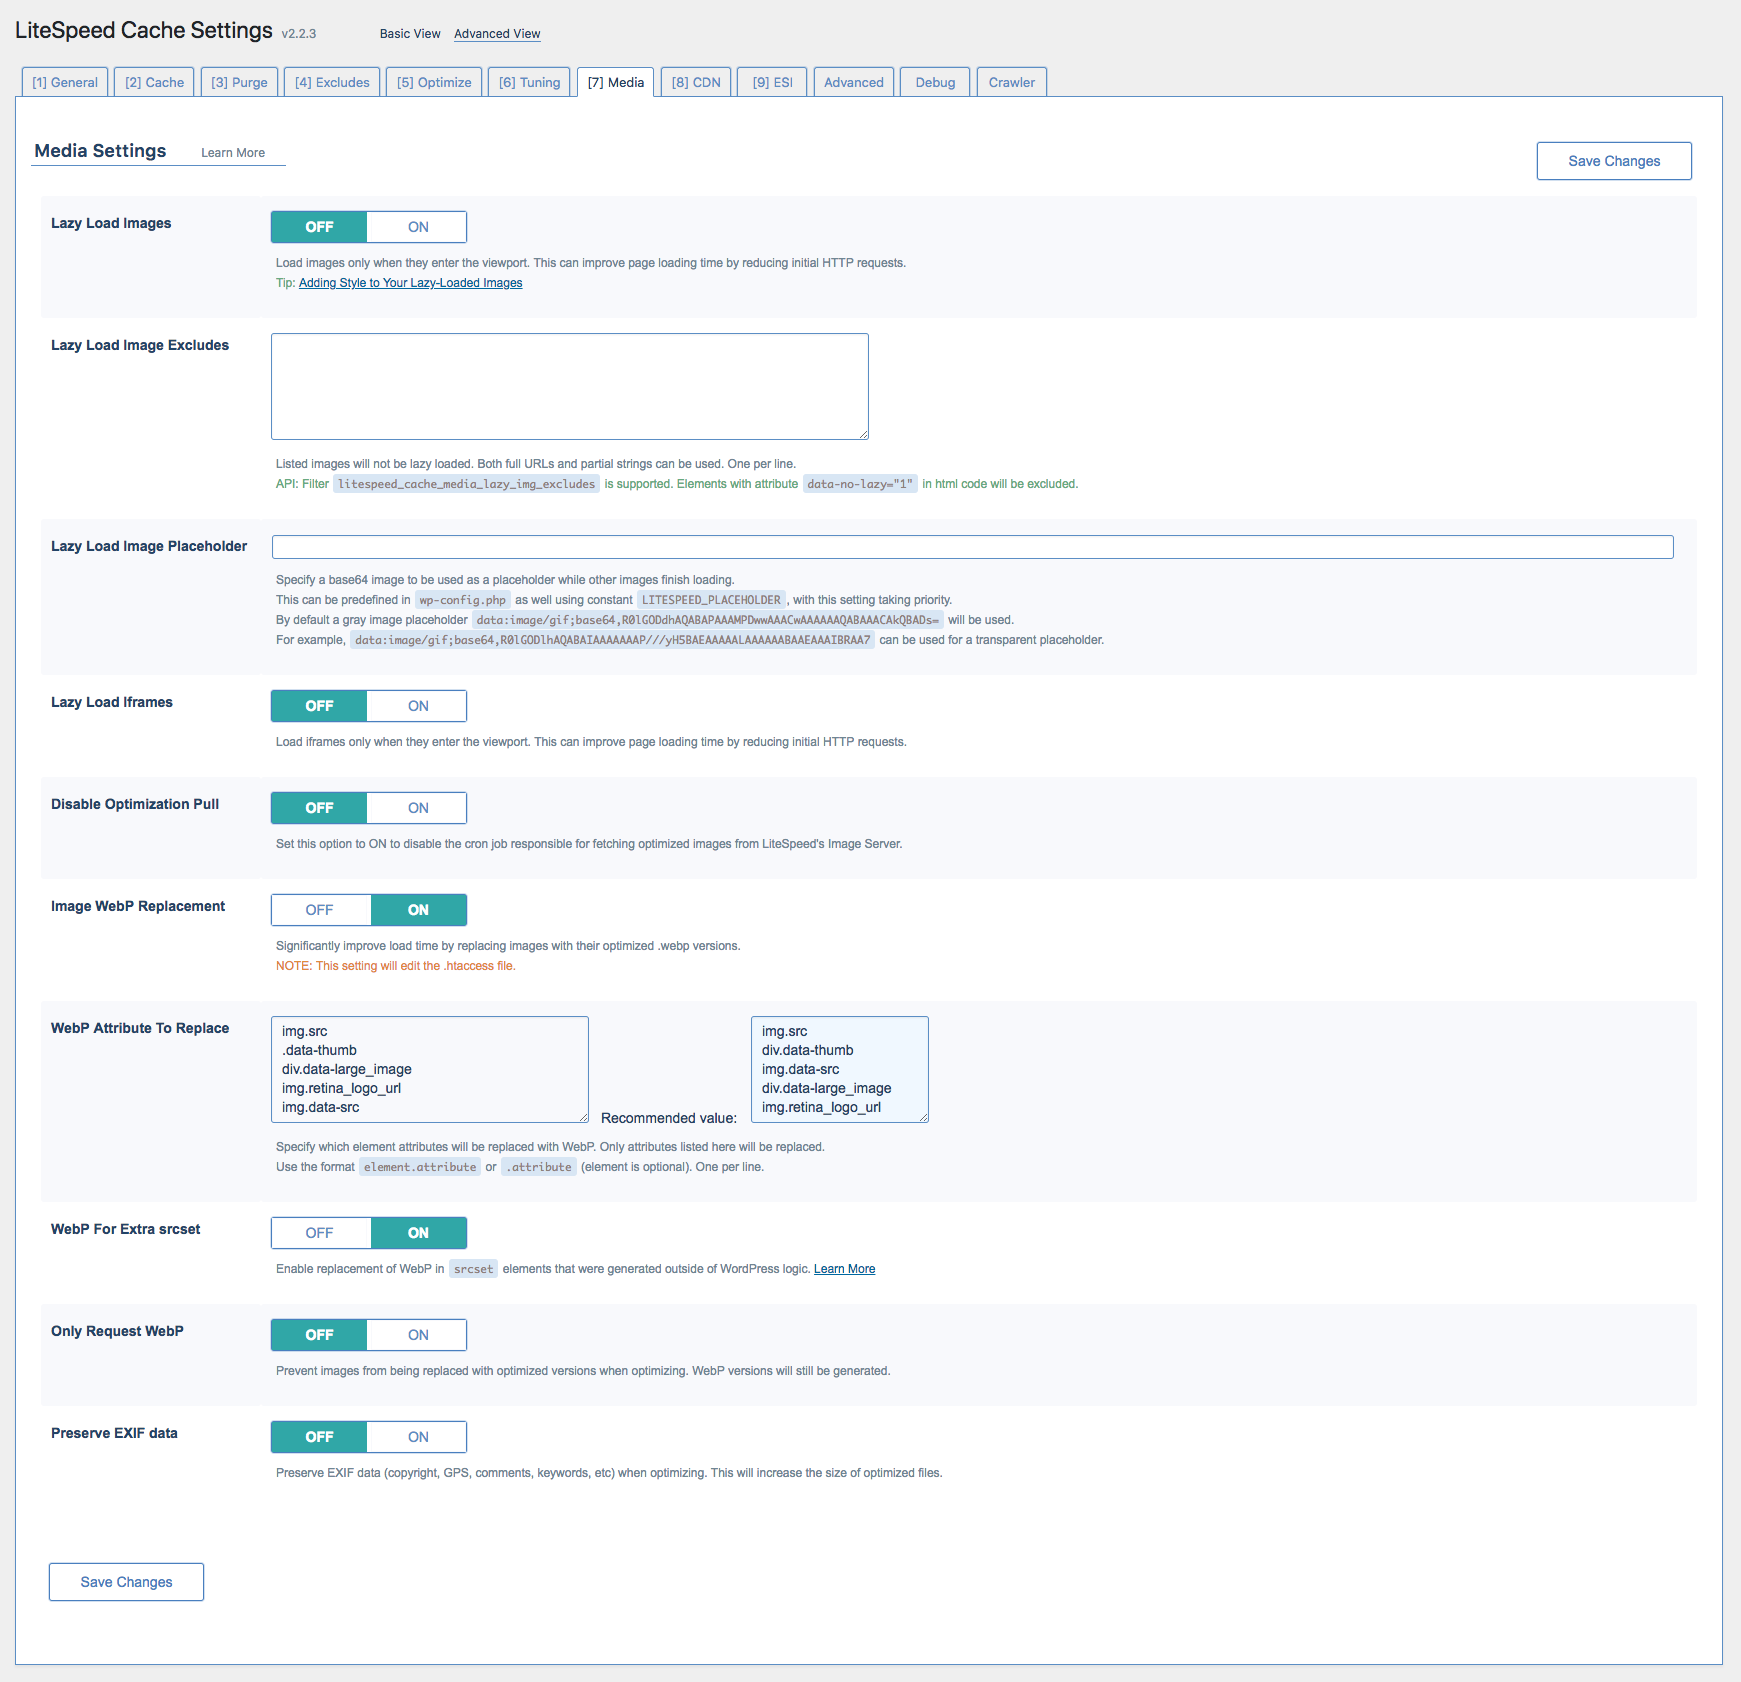 LiteSpeed Cache Settings v2.2.3 Basic View Advanced View
[1] General [2] Cache [3] Purge [4] Excludes [5] Optimize [6] Tuning [7] Media [8] CDN [9] ESI Advanced Debug Crawler
Media Settings Learn More
Save Changes
Lazy Load Images
OFF ON
Load images only when they enter the viewport. This can improve page loading time by reducing initial HTTP requests.
Tip: Adding Style to Your Lazy-Loaded Images
Lazy Load Image Excludes
Listed images will not be lazy loaded. Both full URLs and partial strings can be used. One per line.
API: Filter litespeed_cache_media_lazy_img_excludes is supported. Elements with attribute data-no-lazy="1" in html code will be excluded.
Lazy Load Image Placeholder
Specify a base64 image to be used as a placeholder while other images finish loading.
This can be predefined in wp-config.php as well using constant LITESPEED_PLACEHOLDER , with this setting taking priority.
By default a gray image placeholder data:image/gif;base64,R0lGODdhAQABAPAAAMPDwwAAACwAAAAAAQABAAACAkQBADs= will be used.
For example, data:image/gif;base64,R0lGODlhAQABAIAAAAAAAP///yH5BAEAAAAALAAAAAABAAEAAAIBRAA7 can be used for a transparent placeholder.
Lazy Load Iframes
OFF ON
Load iframes only when they enter the viewport. This can improve page loading time by reducing initial HTTP requests.
Disable Optimization Pull
OFF ON
Set this option to ON to disable the cron job responsible for fetching optimized images from LiteSpeed's Image Server.
Image WebP Replacement
OFF ON
Significantly improve load time by replacing images with their optimized .webp versions.
NOTE: This setting will edit the .htaccess file.
WebP Attribute To Replace
img.src
.data-thumb
div.data-large_image
img.retina_logo_url
img.data-src
Recommended value:
img.src
div.data-thumb
img.data-src
div.data-large_image
img.retina_logo_url
Specify which element attributes will be replaced with WebP. Only attributes listed here will be replaced.
Use the format element.attribute or .attribute (element is optional). One per line.
WebP For Extra srcset
OFF ON
Enable replacement of WebP in srcset elements that were generated outside of WordPress logic. Learn More
Only Request WebP
OFF ON
Prevent images from being replaced with optimized versions when optimizing. WebP versions will still be generated.
Preserve EXIF data
OFF ON
Preserve EXIF data (copyright, GPS, comments, keywords, etc) when optimizing. This will increase the size of optimized files.
Save Changes